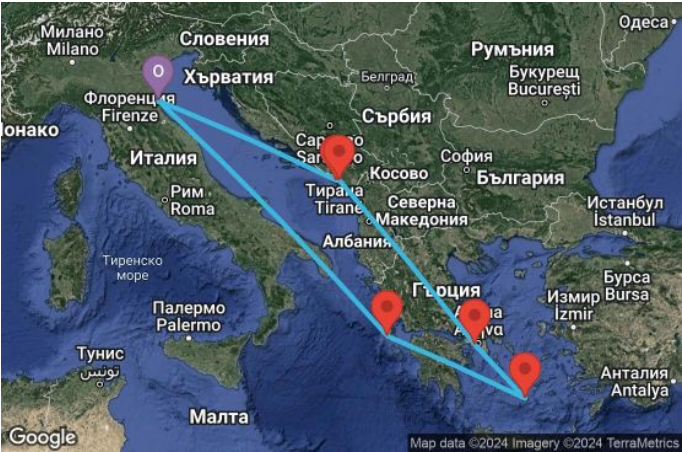 Одеса
Милано
Milano
Словения
Румъния
O
Хърватия
Белград
Букурещ
București
Флоренция
Firenze
Сърбия
Монако
Италия
Косово
София
България
Рим
Roma
Тирана
Tiranë
Северна
Македония
Истанбул
İstanbul
Албания
Тиренско
море
Гърция
Бурса
Bursa
Измир
İzmir
Палермо
Palermo
Тунис
تونس
Анталия
Antalya
Малта
Google
Map data ©2024 Imagery ©2024 TerraMetrics